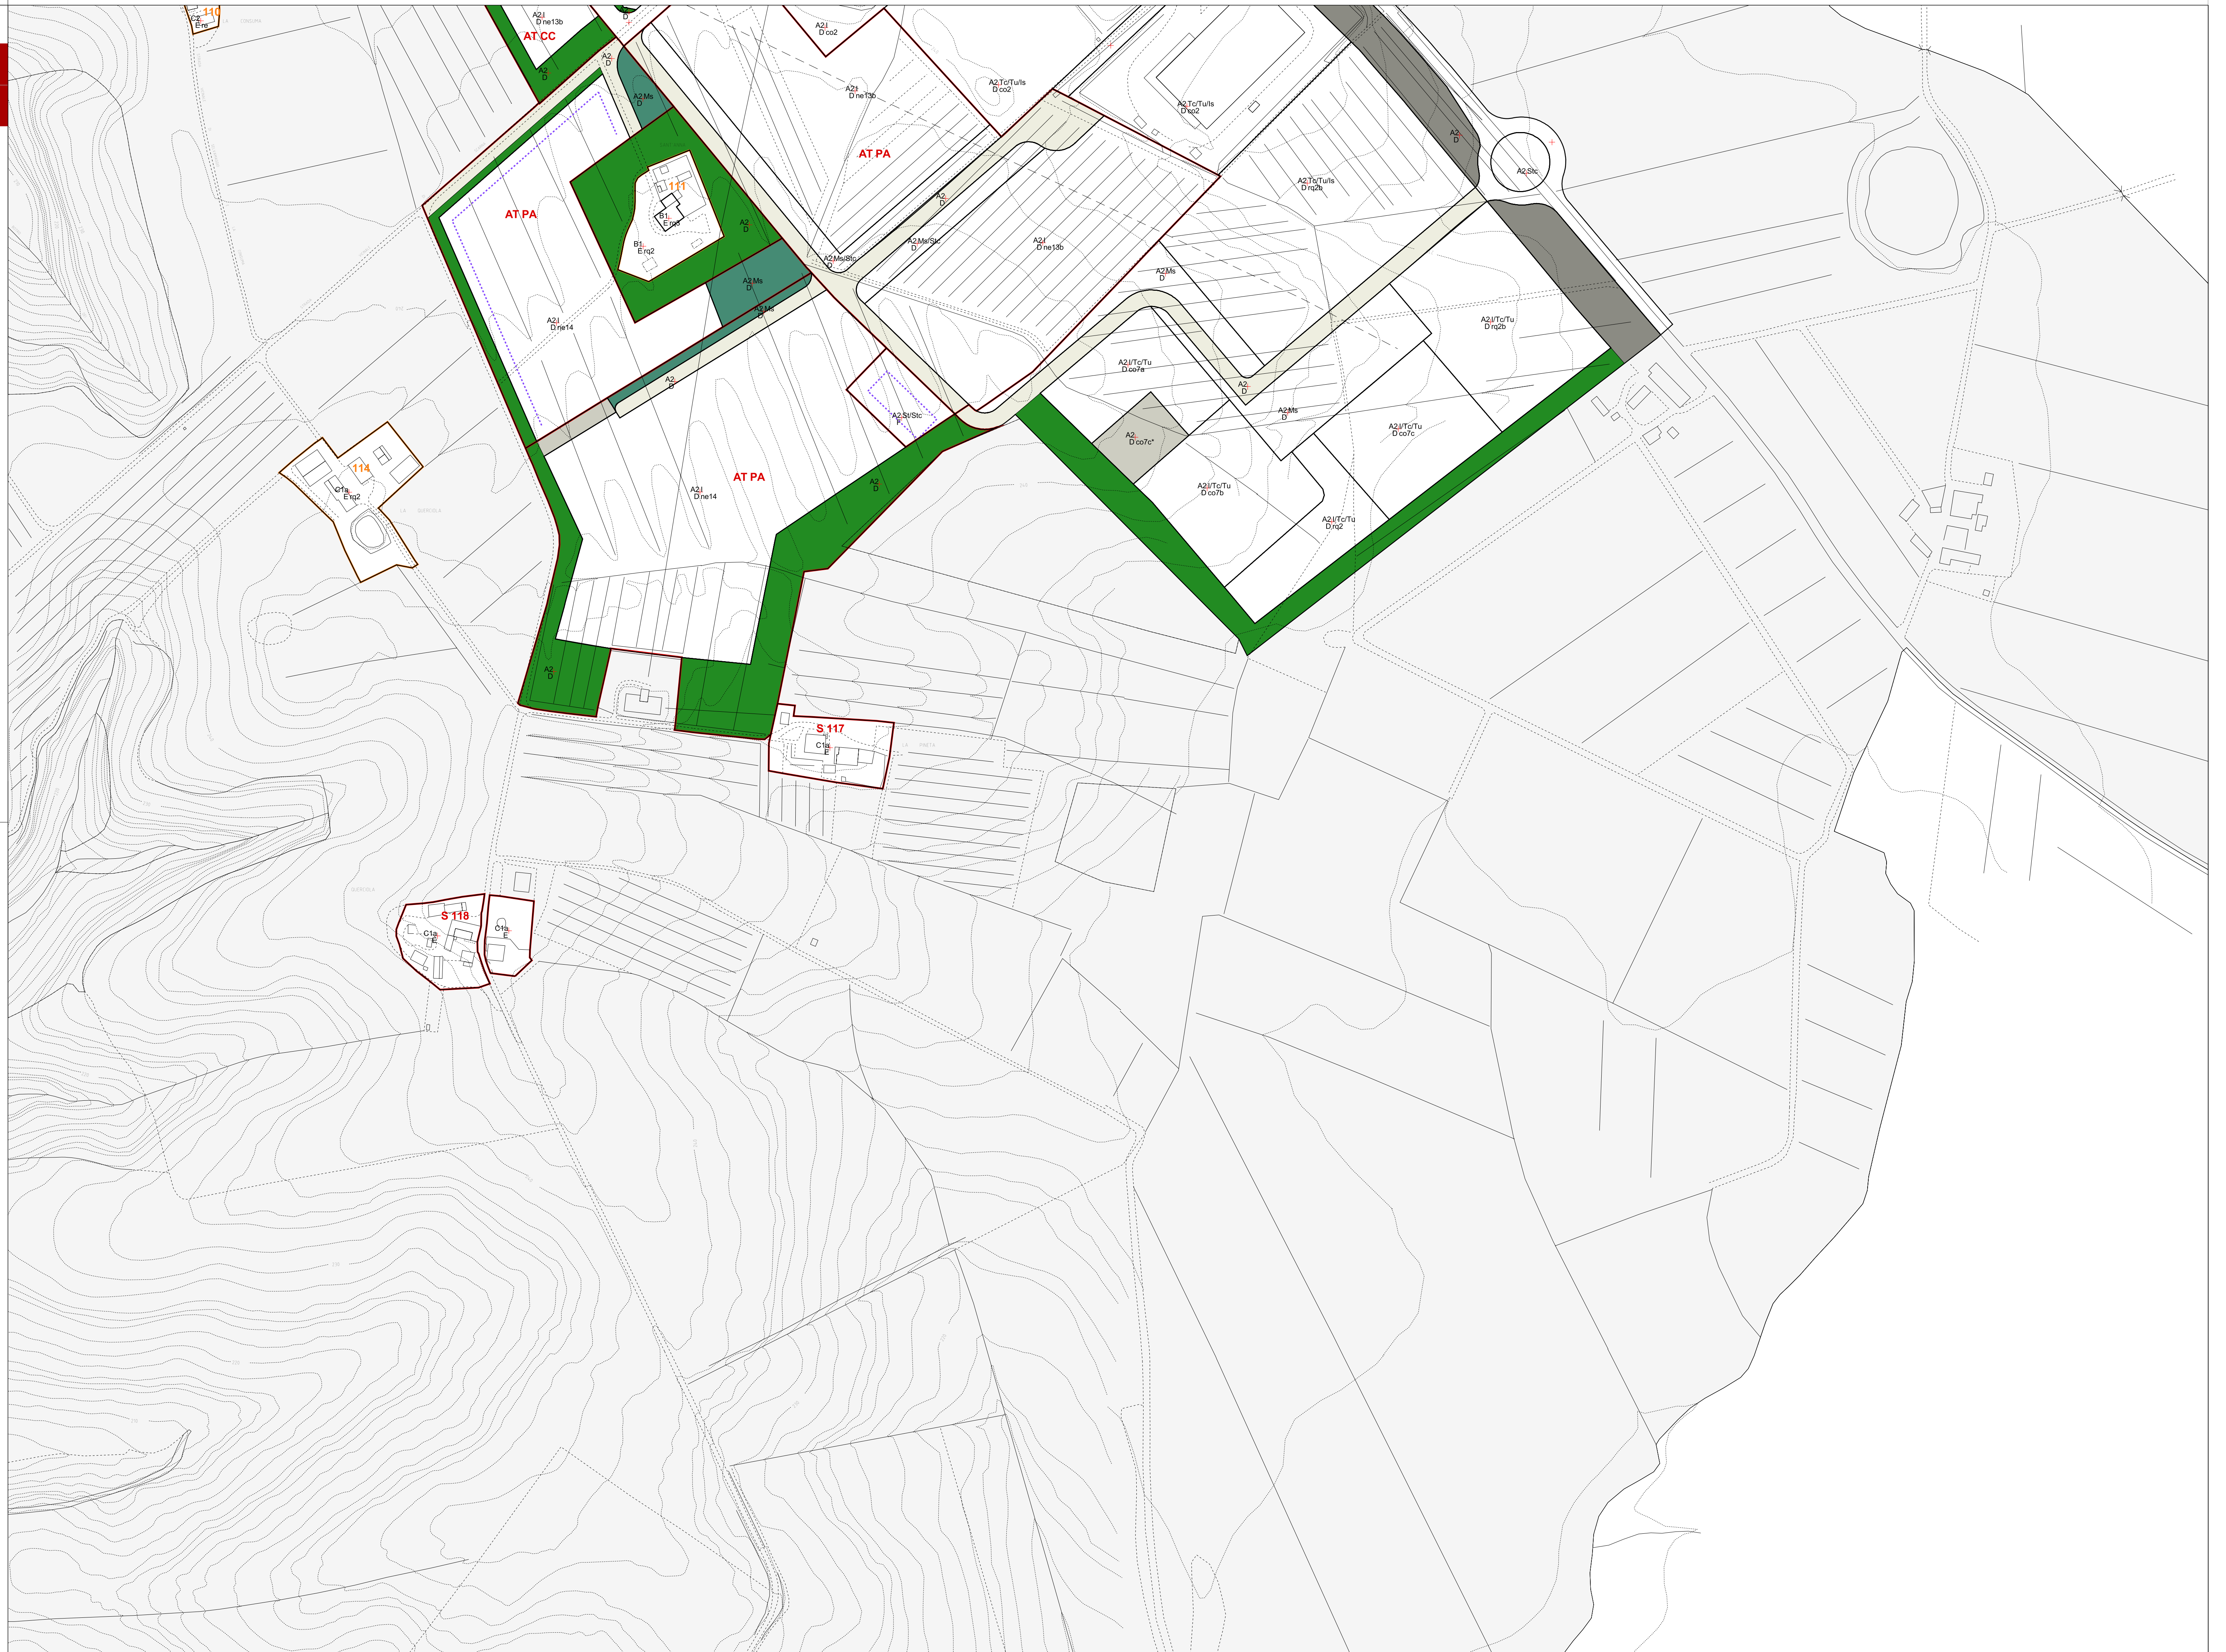 110
C2
E re
A2.I
D ne13b
AT CC
A2.
D
D
A2.
D
A2.I
D co2
A2.Ms
D
A2.I
D ne13b
A2.Tc/Tu/Is
D co2
A2.Tc/Tu/Is
D co2
A2.
D
AT PA
A2.Stc
A2.Tc/Tu/Is
D rq2b
111
AT PA
B1.
E rq3
A2.
D
A2.
D
B1.
E rq2
A2.Ms/Stc
D
A2.I
D ne13b
A2.Ms/Stc
D
A2.Ms
D
A2.Ms
D
A2.Ms
D
A2.I
D ne14
A2.I/Tc/Tu
D rq2b
A2.I/Tc/Tu
D co7a
A2.
D
A2.
D
A2.St/Stc
F
A2.Ms
D
A2.I/Tc/Tu
D co7c
A2.
D co7c*
114
C1a
E rq2
LA QUERCIOLA
AT PA
A2.
D
A2.I
D ne14
A2.I/Tc/Tu
D co7b
A2.I/Tc/Tu
D rq2
A2.
D
S 117
C1a
E
LA PINETA
S 118
C1a
E
C1a
E